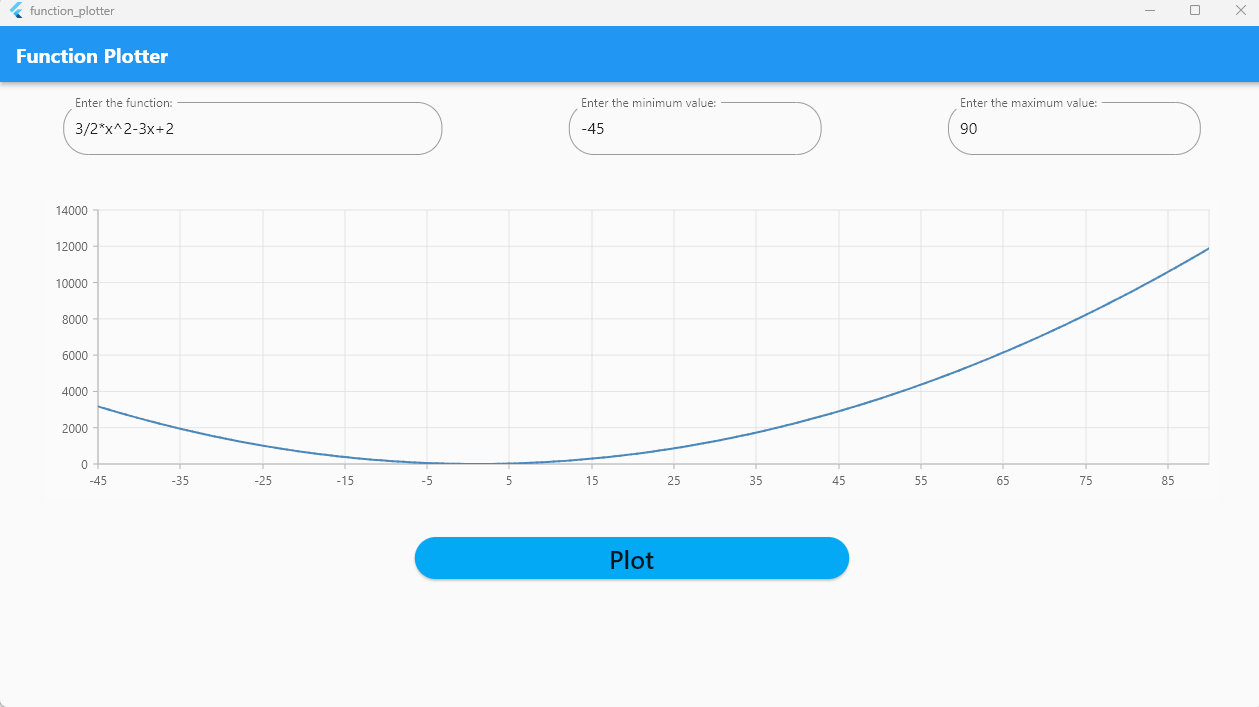 function_plotter
Function Plotter
Enter the function:
3/2*x^2-3x+2
Enter the minimum value:
-45
Enter the maximum value:
90
14000
12000
10000
8000
6000
4000
2000
0
-45 -35 -25 -15 -5 5 15 25 35 45 55 65 75 85
Plot